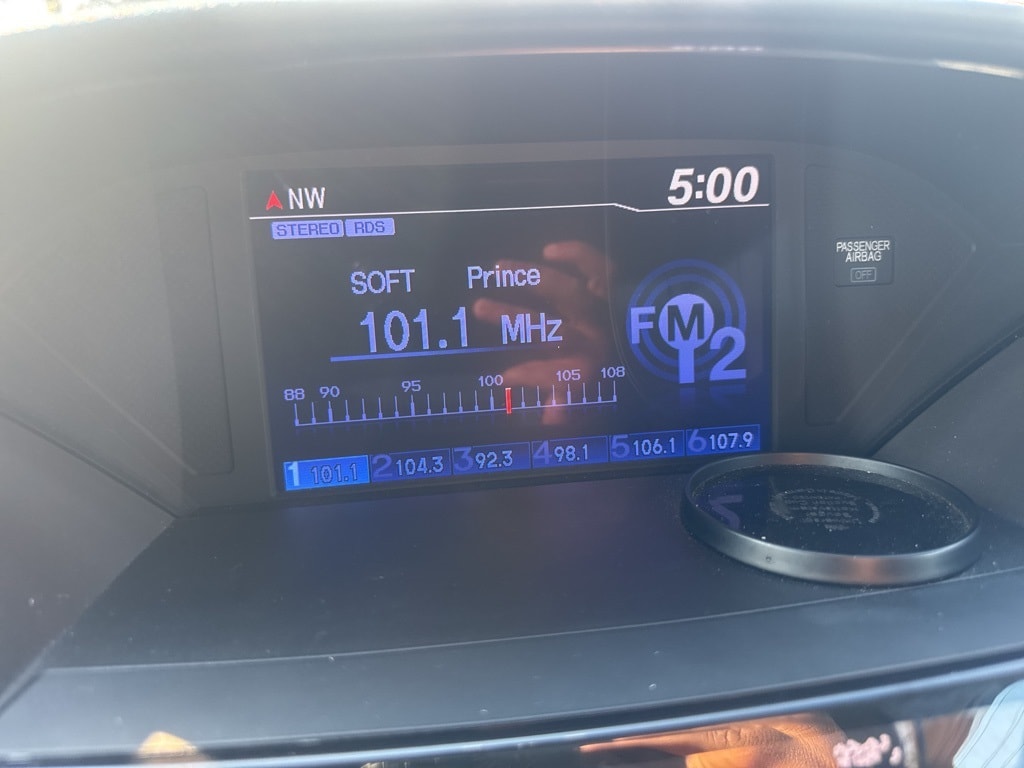 NW 5:00
STEREO RDS
SOFT Prince
101.1 MHz
FM 2
88 90 95 100 105 108
1 101.1 2 104.3 3 92.3 4 98.1 5 106.1 6 107.9
PASSENGER
AIRBAG
OFF